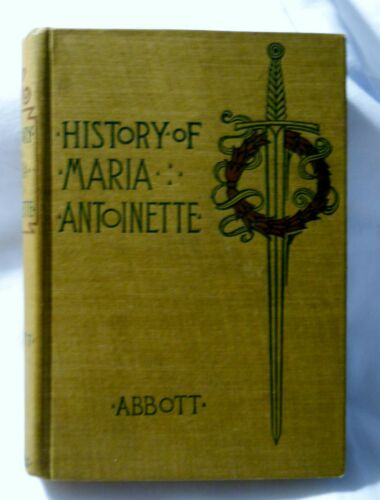 ·HISTORY·OF
·MARIA·:·
·ANTOINETTE·
·ABBOTT·